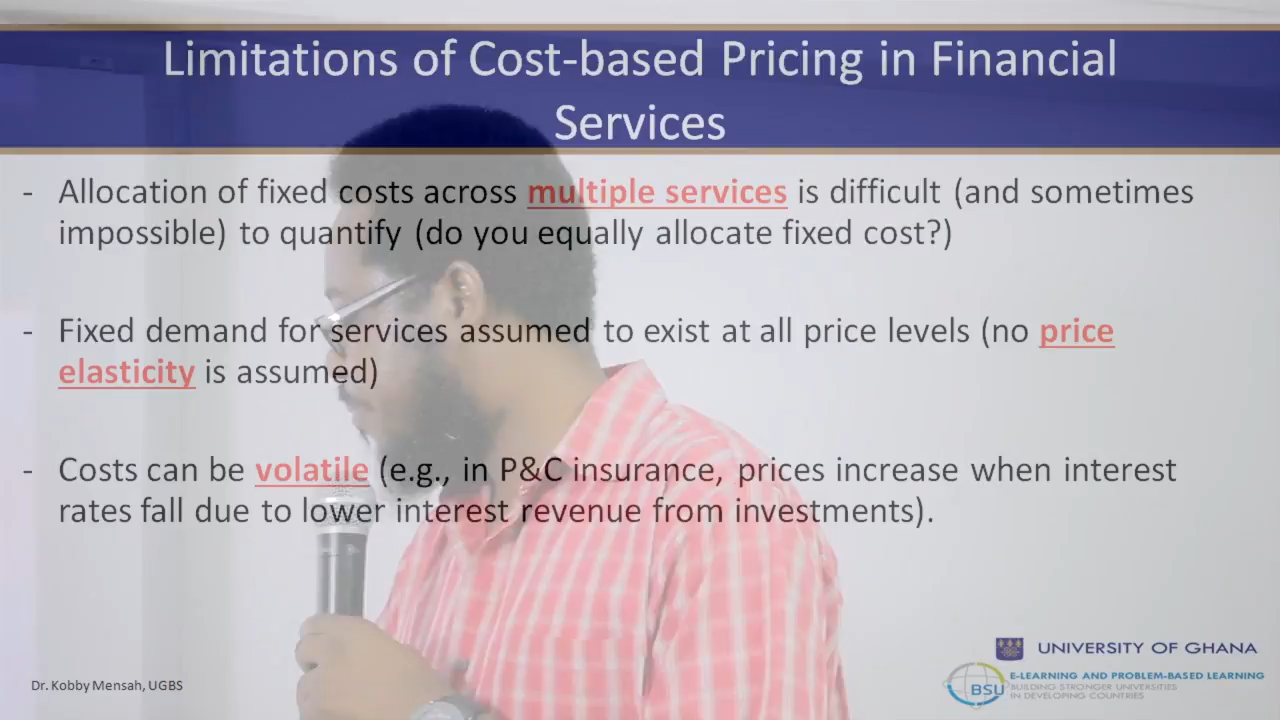 Limitations of Cost-based Pricing in Financial
Services
- Allocation of fixed costs across multiple services is difficult (and sometimes
impossible) to quantify (do you equally allocate fixed cost?)
- Fixed demand for services assumed to exist at all price levels (no price
elasticity is assumed)
- Costs can be volatile (e.g., in P&C insurance, prices increase when interest
rates fall due to lower interest revenue from investments).
UNIVERSITY OF GHANA
BSU
E-LEARNING AND PROBLEM-BASED LEARNING
BUILDING STRONGER UNIVERSITIES
IN DEVELOPING COUNTRIES
Dr. Kobby Mensah, UGBS